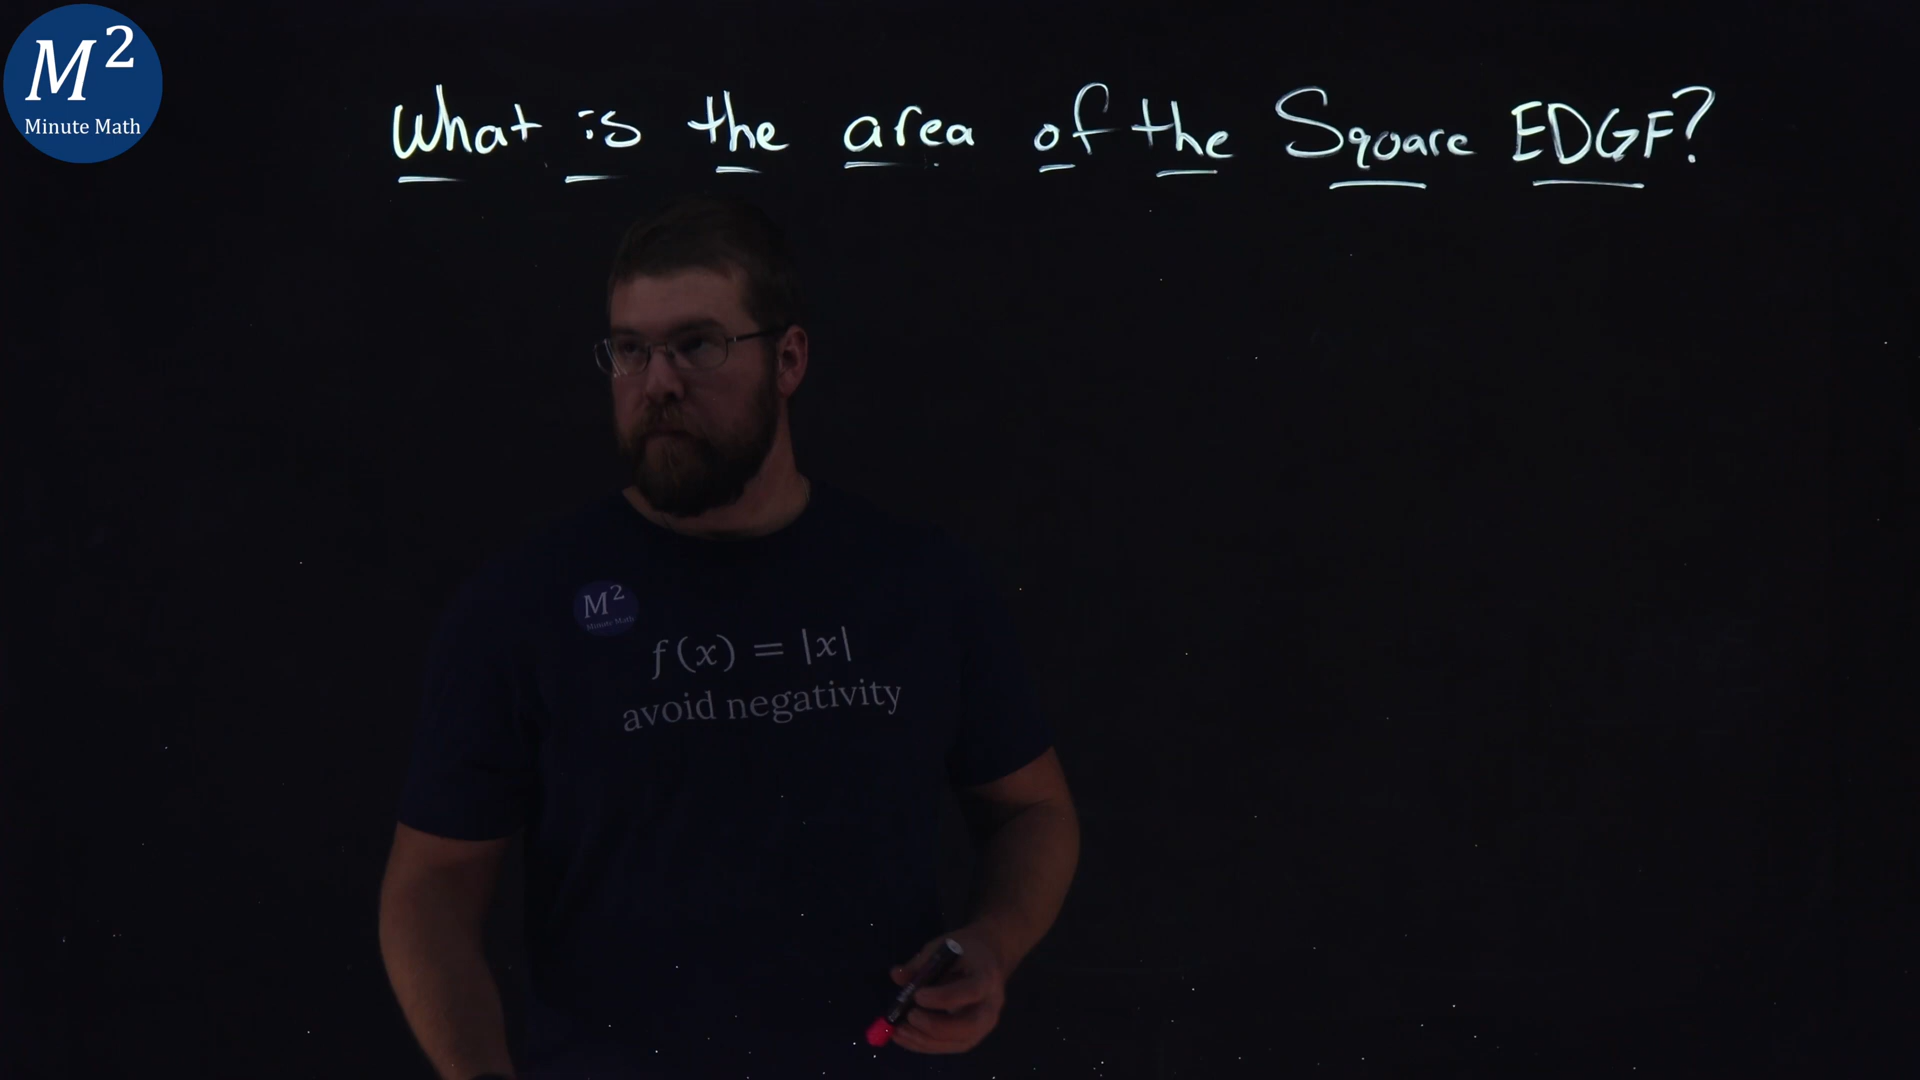 M²
Minute Math
What is the area of the Square EDGF?
M²
Minute Math
f(x) = |x|
avoid negativity